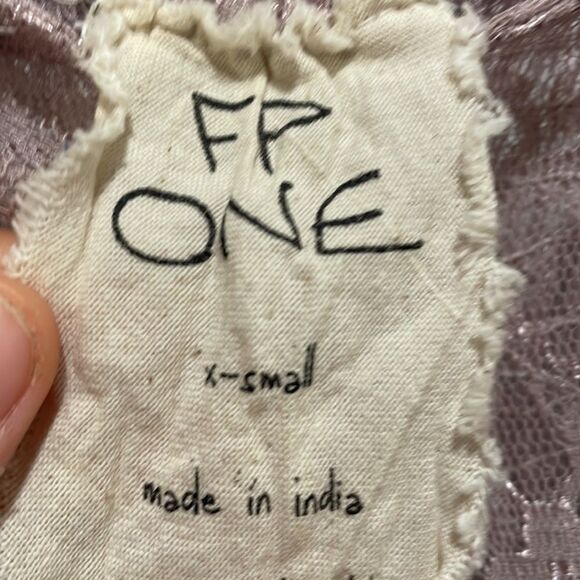 FP
ONE
x-small
made in india